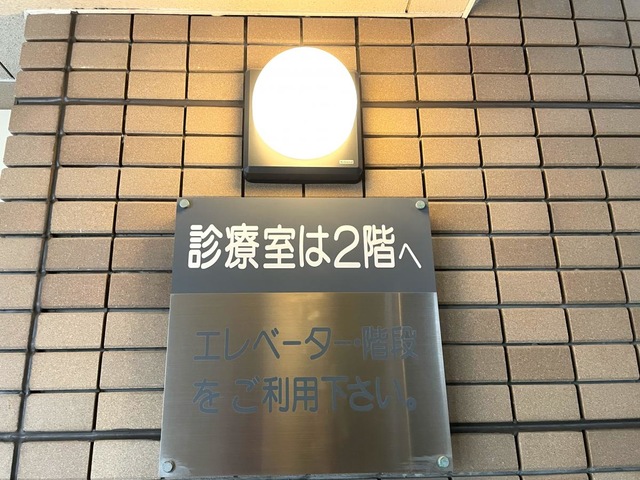 診療室は2階へ
エレベーター・階段
をご利用下さい。